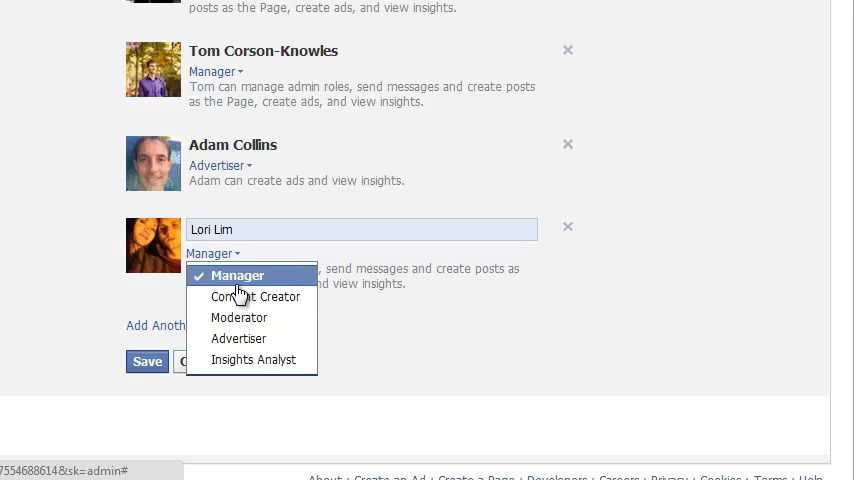 posts as the Page, create ads, and view insights.
Tom Corson-Knowles
Manager
Tom can manage admin roles, send messages and create posts
as the Page, create ads, and view insights.
Adam Collins
Advertiser
Adam can create ads and view insights.
Lori Lim
Manager
Manager
, send messages and create posts as
view insights.
Content Creator
Moderator
Advertiser
Insights Analyst
Add Anoth
Save
75546886148&sk=admin#
About · Create an Ad · Create a Page · Developers · Careers · Privacy · Cookies · Terms · Help